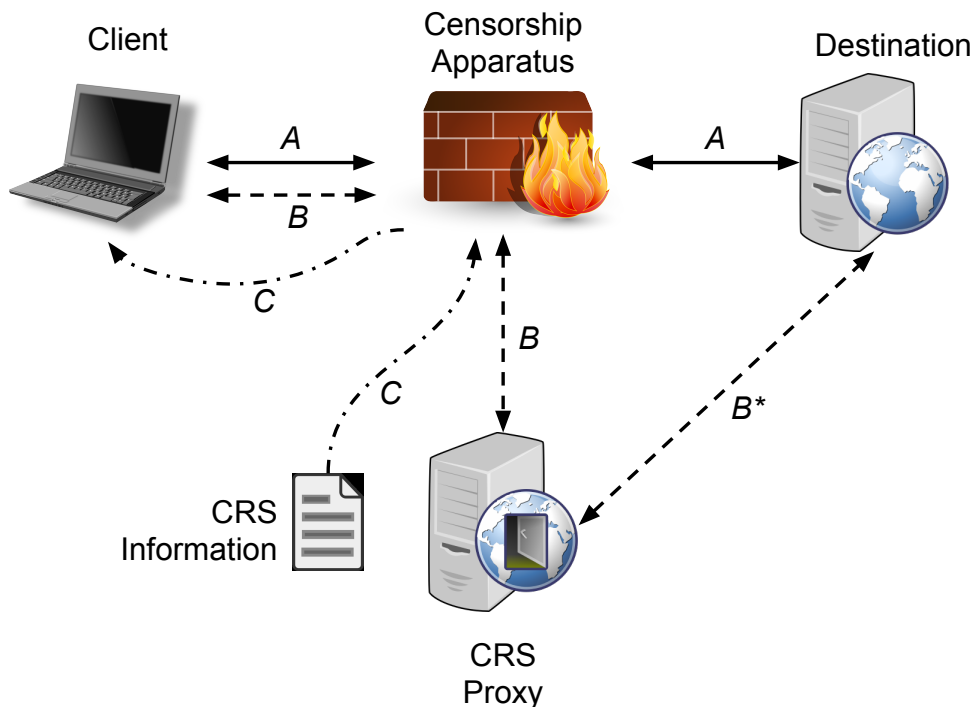 Client
Censorship
Apparatus
Destination
A
A
B
C
B
C
B*
CRS
Information
CRS
Proxy